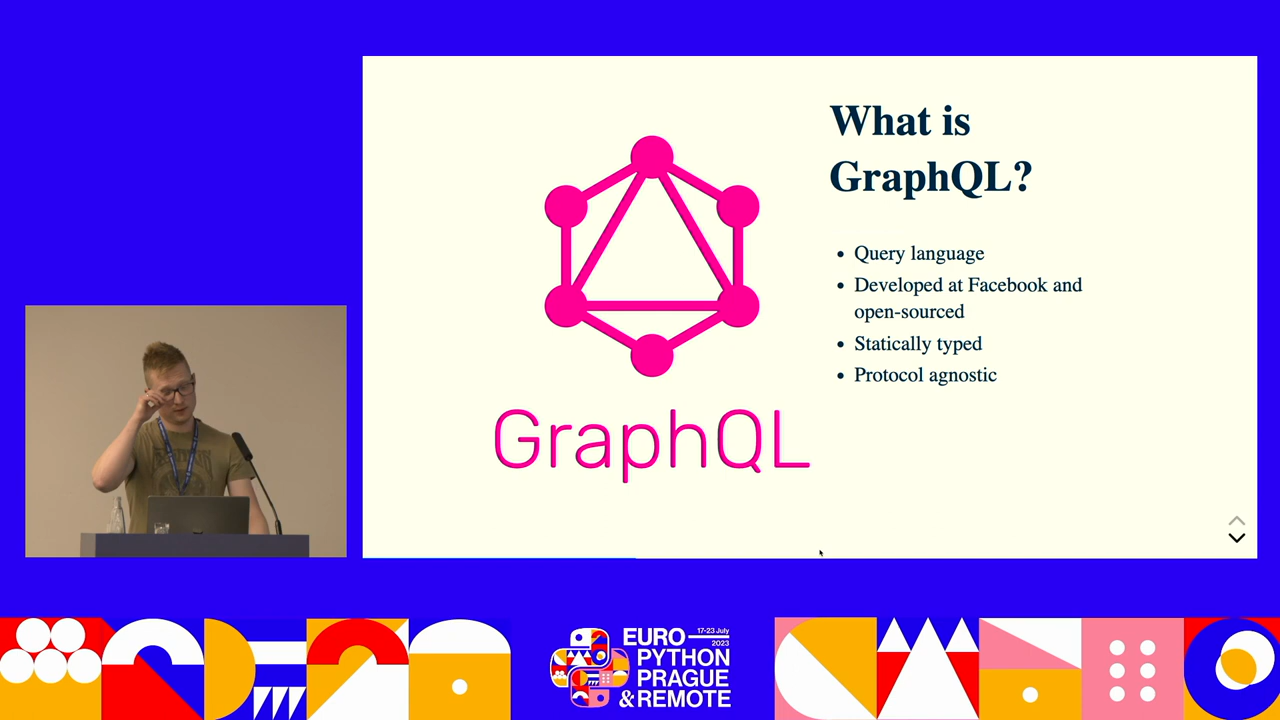 What is
GraphQL?
Query language
Developed at Facebook and
open-sourced
Statically typed
Protocol agnostic
GraphQL
EURO
17-23 July
2023
PYTHON
PRAGUE
& REMOTE